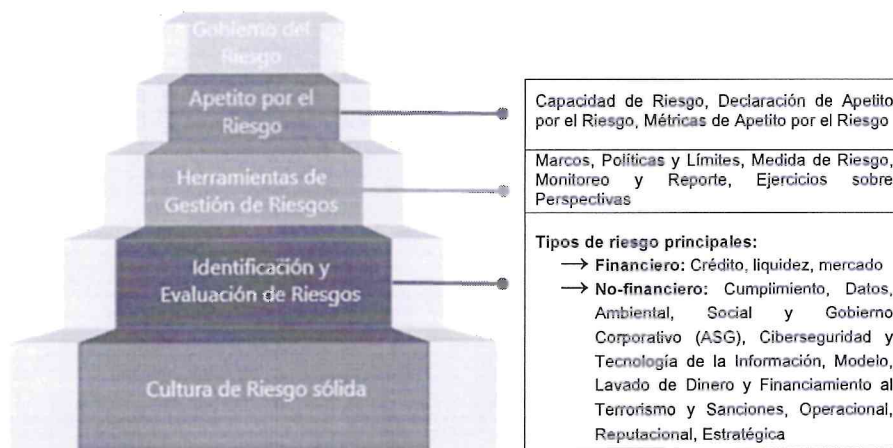 Gobierno del
Riesgo
Apetito por el
Riesgo
Herramientas de
Gestión de Riesgos
Identificación y
Evaluación de Riesgos
Cultura de Riesgo sólida
Capacidad de Riesgo, Declaración de Apetito
por el Riesgo, Métricas de Apetito por el Riesgo
Marcos, Políticas y Límites, Medida de Riesgo,
Monitoreo y Reporte, Ejercicios sobre
Perspectivas
Tipos de riesgo principales:
→ Financiero: Crédito, liquidez, mercado
→ No-financiero: Cumplimiento, Datos,
Ambiental, Social y Gobierno
Corporativo (ASG), Ciberseguridad y
Tecnología de la Información, Modelo,
Lavado de Dinero y Financiamiento al
Terrorismo y Sanciones, Operacional,
Reputacional, Estratégica